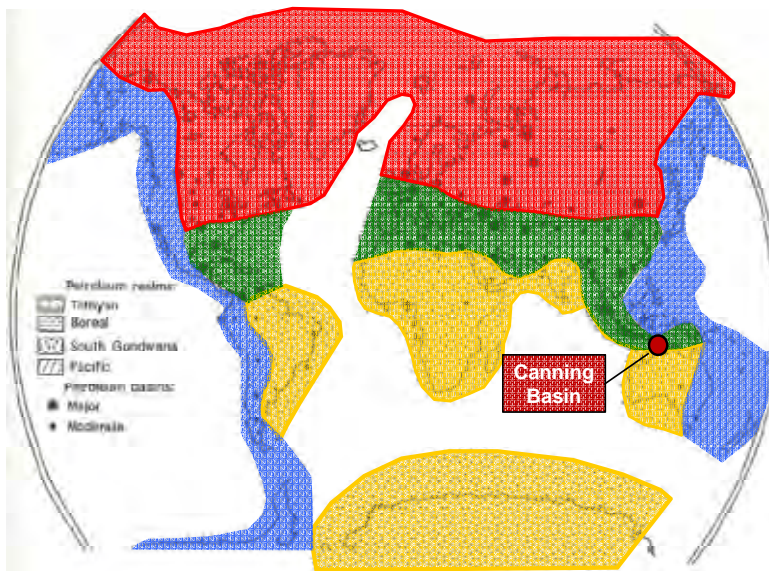 Petroleum realms:
Tethyan
Boreal
South Gondwana
Pacific
Petroleum basins:
Major
Moderate
Canning
Basin